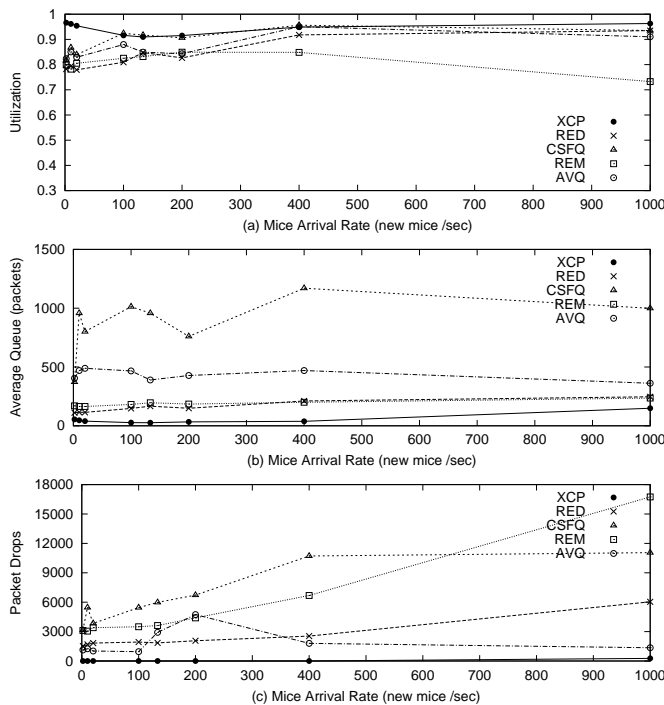 1
0.9
0.8
0.7
0.6
0.5
0.4
0.3
Utilization
XCP
RED
CSFQ
REM
AVQ
0 100 200 300 400 500 600 700 800 900 1000
(a) Mice Arrival Rate (new mice /sec)
1500
1000
500
0
Average Queue (packets)
XCP
RED
CSFQ
REM
AVQ
0 100 200 300 400 500 600 700 800 900 1000
(b) Mice Arrival Rate (new mice /sec)
18000
15000
12000
9000
6000
3000
0
Packet Drops
XCP
RED
CSFQ
REM
AVQ
0 100 200 300 400 500 600 700 800 900 1000
(c) Mice Arrival Rate (new mice /sec)